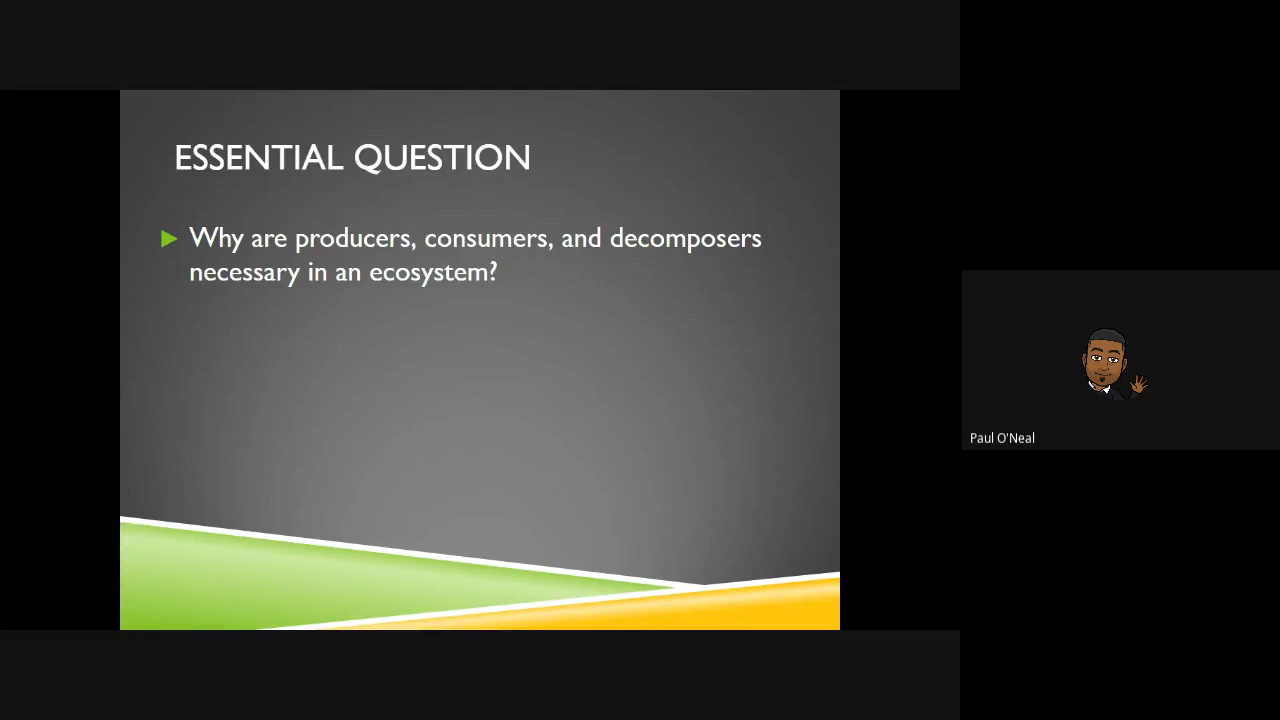 ESSENTIAL QUESTION
Why are producers, consumers, and decomposers
necessary in an ecosystem?
Paul O'Neal